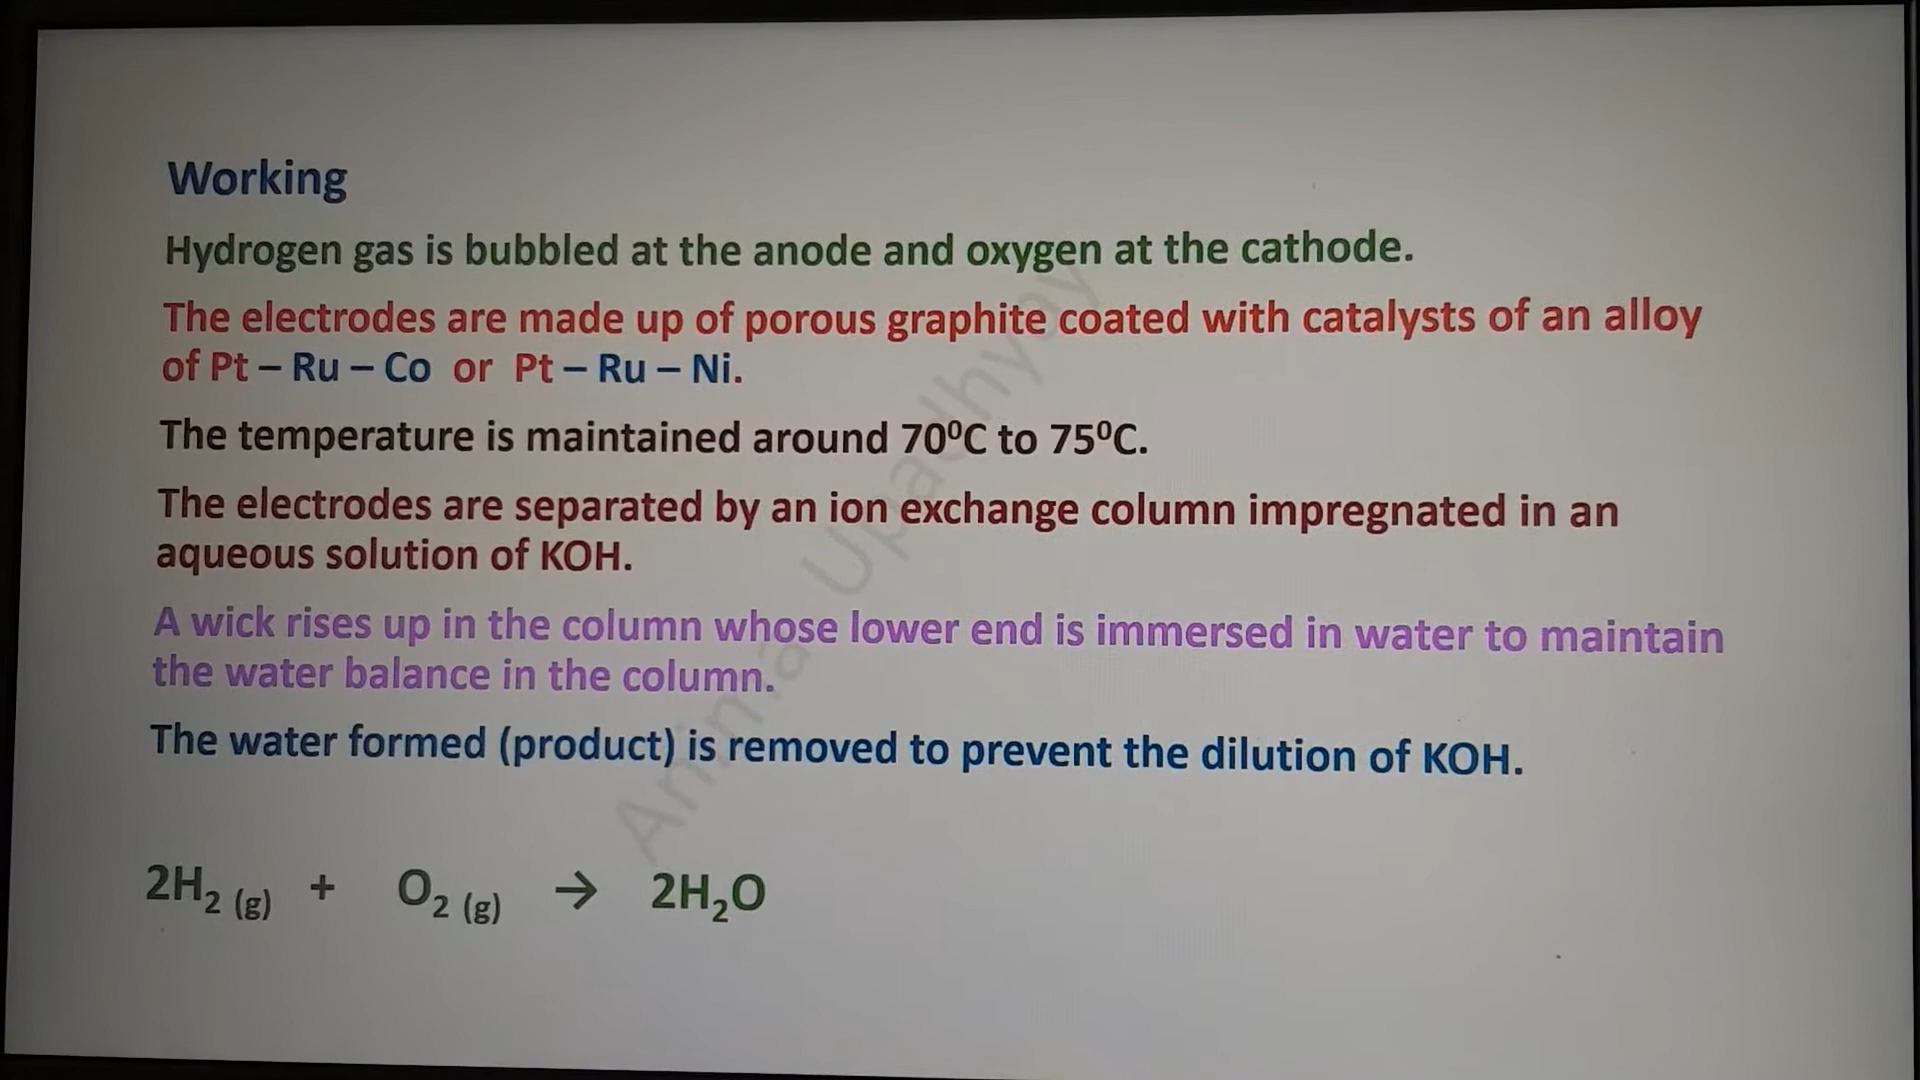 Working
Hydrogen gas is bubbled at the anode and oxygen at the cathode.
The electrodes are made up of porous graphite coated with catalysts of an alloy
of Pt – Ru – Co or Pt – Ru – Ni.
The temperature is maintained around 70⁰C to 75⁰C.
The electrodes are separated by an ion exchange column impregnated in an
aqueous solution of KOH.
A wick rises up in the column whose lower end is immersed in water to maintain
the water balance in the column.
The water formed (product) is removed to prevent the dilution of KOH.
2H₂ (g) + O₂ (g) → 2H₂O
Anima Upadhyay